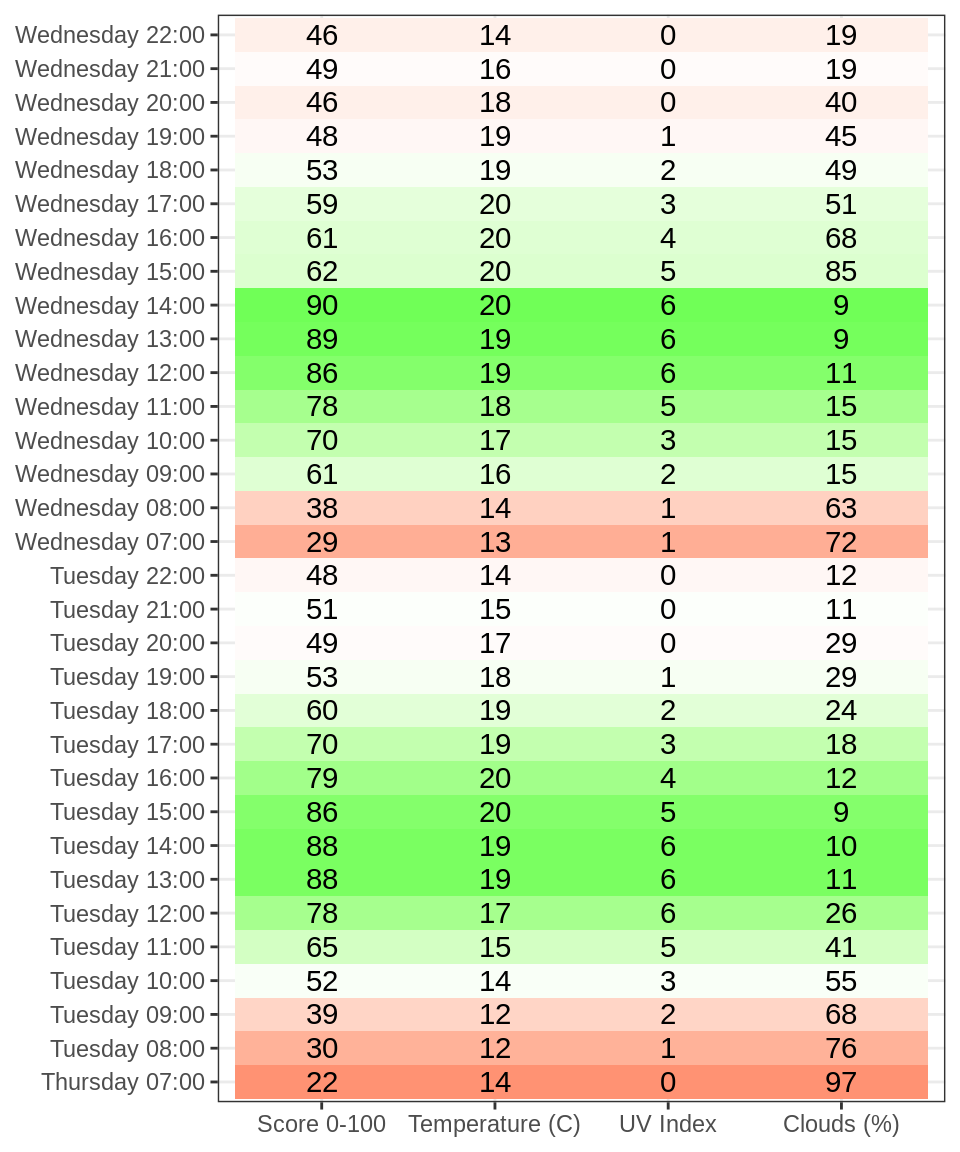 Wednesday 22:00 46 14 0 19
Wednesday 21:00 49 16 0 19
Wednesday 20:00 46 18 0 40
Wednesday 19:00 48 19 1 45
Wednesday 18:00 53 19 2 49
Wednesday 17:00 59 20 3 51
Wednesday 16:00 61 20 4 68
Wednesday 15:00 62 20 5 85
Wednesday 14:00 90 20 6 9
Wednesday 13:00 89 19 6 9
Wednesday 12:00 86 19 6 11
Wednesday 11:00 78 18 5 15
Wednesday 10:00 70 17 3 15
Wednesday 09:00 61 16 2 15
Wednesday 08:00 38 14 1 63
Wednesday 07:00 29 13 1 72
Tuesday 22:00 48 14 0 12
Tuesday 21:00 51 15 0 11
Tuesday 20:00 49 17 0 29
Tuesday 19:00 53 18 1 29
Tuesday 18:00 60 19 2 24
Tuesday 17:00 70 19 3 18
Tuesday 16:00 79 20 4 12
Tuesday 15:00 86 20 5 9
Tuesday 14:00 88 19 6 10
Tuesday 13:00 88 19 6 11
Tuesday 12:00 78 17 6 26
Tuesday 11:00 65 15 5 41
Tuesday 10:00 52 14 3 55
Tuesday 09:00 39 12 2 68
Tuesday 08:00 30 12 1 76
Thursday 07:00 22 14 0 97
Score 0-100 Temperature (C) UV Index Clouds (%)